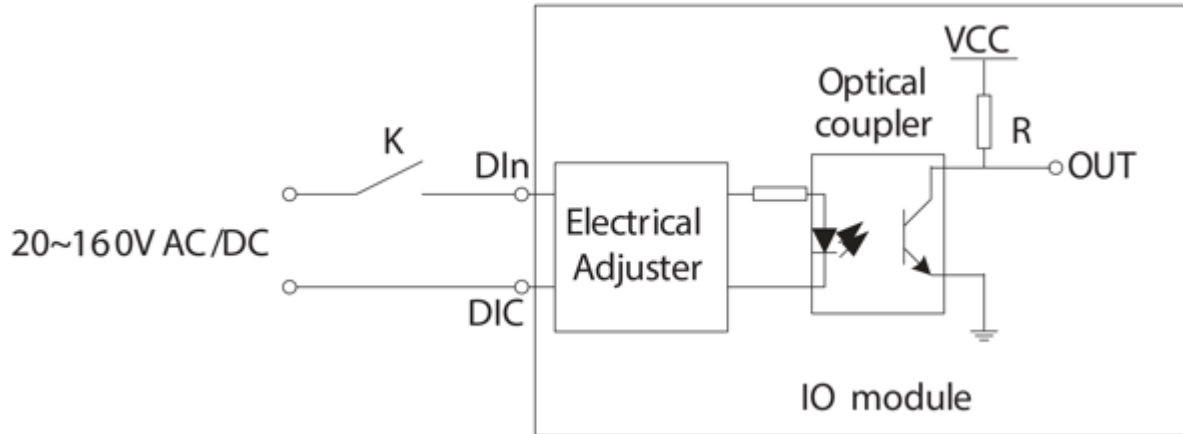 VCC
Optical
coupler
R
K
DIn
OUT
20~160V AC/DC
Electrical
Adjuster
DIC
IO module